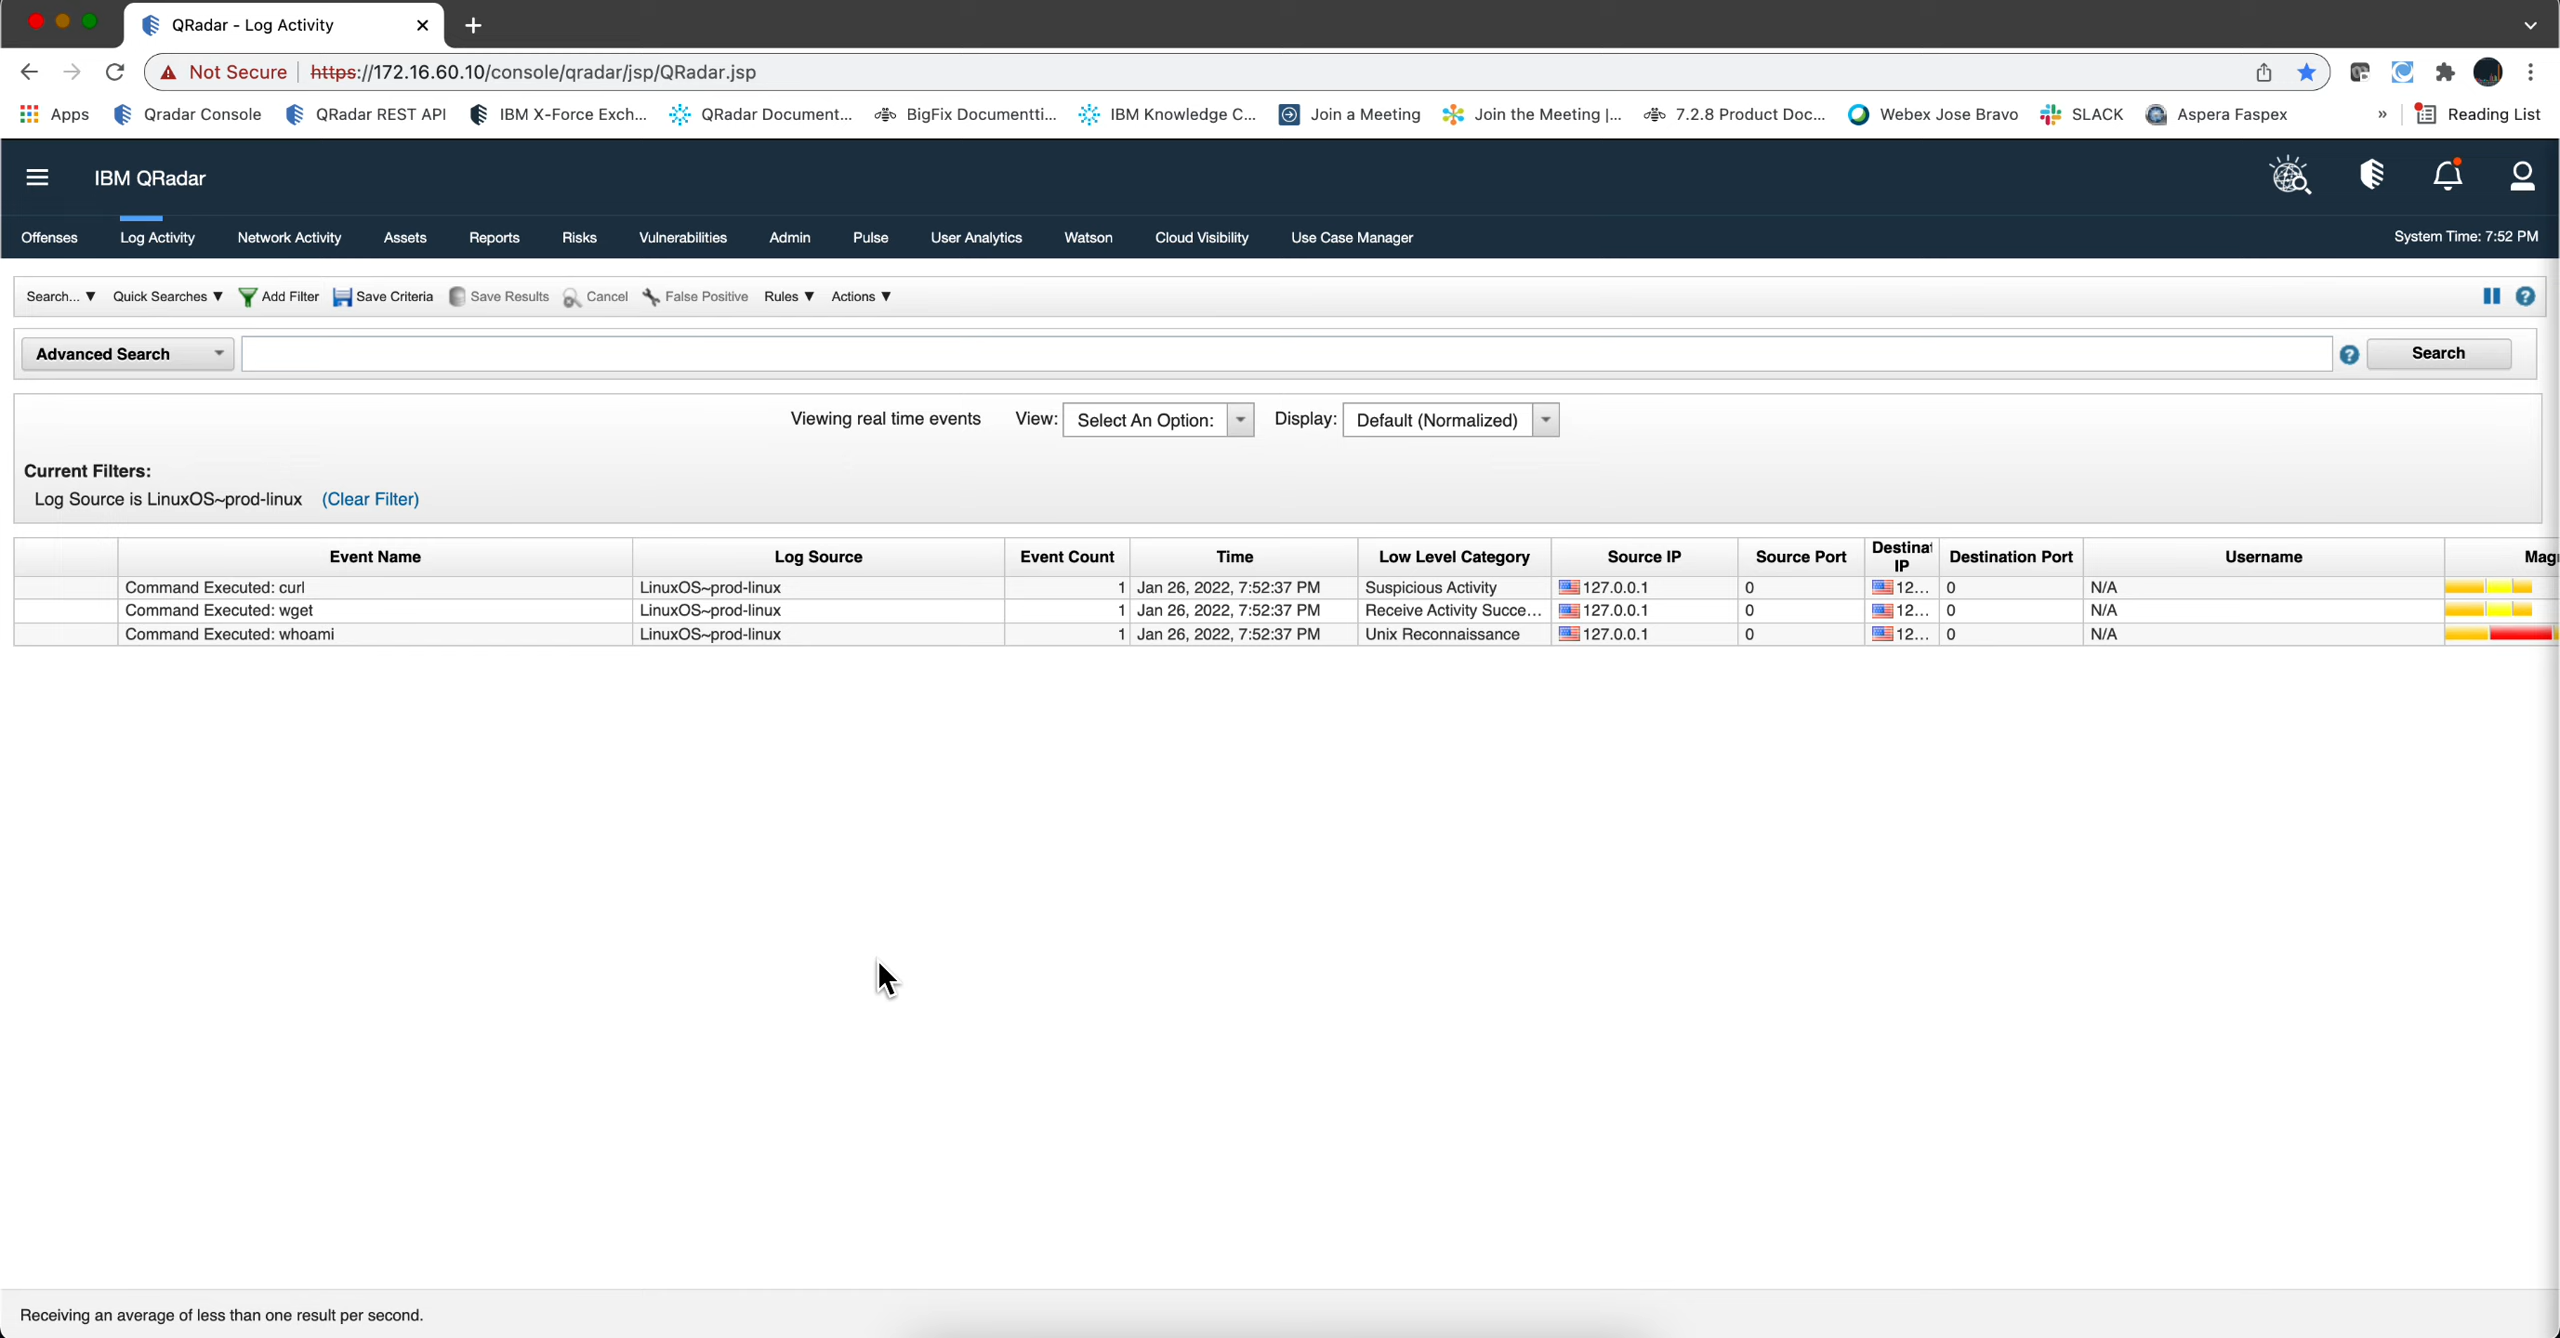 QRadar - Log Activity
Not Secure https://172.16.60.10/console/qradar/jsp/QRadar.jsp
Apps Qradar Console QRadar REST API IBM X-Force Exch... QRadar Document... BigFix Documentti... IBM Knowledge C... Join a Meeting Join the Meeting |... 7.2.8 Product Doc... Webex Jose Bravo SLACK Aspera Faspex » Reading List
IBM QRadar
Offenses Log Activity Network Activity Assets Reports Risks Vulnerabilities Admin Pulse User Analytics Watson Cloud Visibility Use Case Manager System Time: 7:52 PM
Search... ▼ Quick Searches ▼ Add Filter Save Criteria Save Results Cancel False Positive Rules ▼ Actions ▼
Advanced Search Search
Viewing real time events View: Select An Option: Display: Default (Normalized)
Current Filters:
Log Source is LinuxOS~prod-linux (Clear Filter)
Event Name Log Source Event Count Time Low Level Category Source IP Source Port Destinat IP Destination Port Username Mag
Command Executed: curl LinuxOS~prod-linux 1 Jan 26, 2022, 7:52:37 PM Suspicious Activity 127.0.0.1 0 12... 0 N/A
Command Executed: wget LinuxOS~prod-linux 1 Jan 26, 2022, 7:52:37 PM Receive Activity Succe... 127.0.0.1 0 12... 0 N/A
Command Executed: whoami LinuxOS~prod-linux 1 Jan 26, 2022, 7:52:37 PM Unix Reconnaissance 127.0.0.1 0 12... 0 N/A
Receiving an average of less than one result per second.